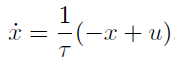 ẋ = 1/τ (−x + u)